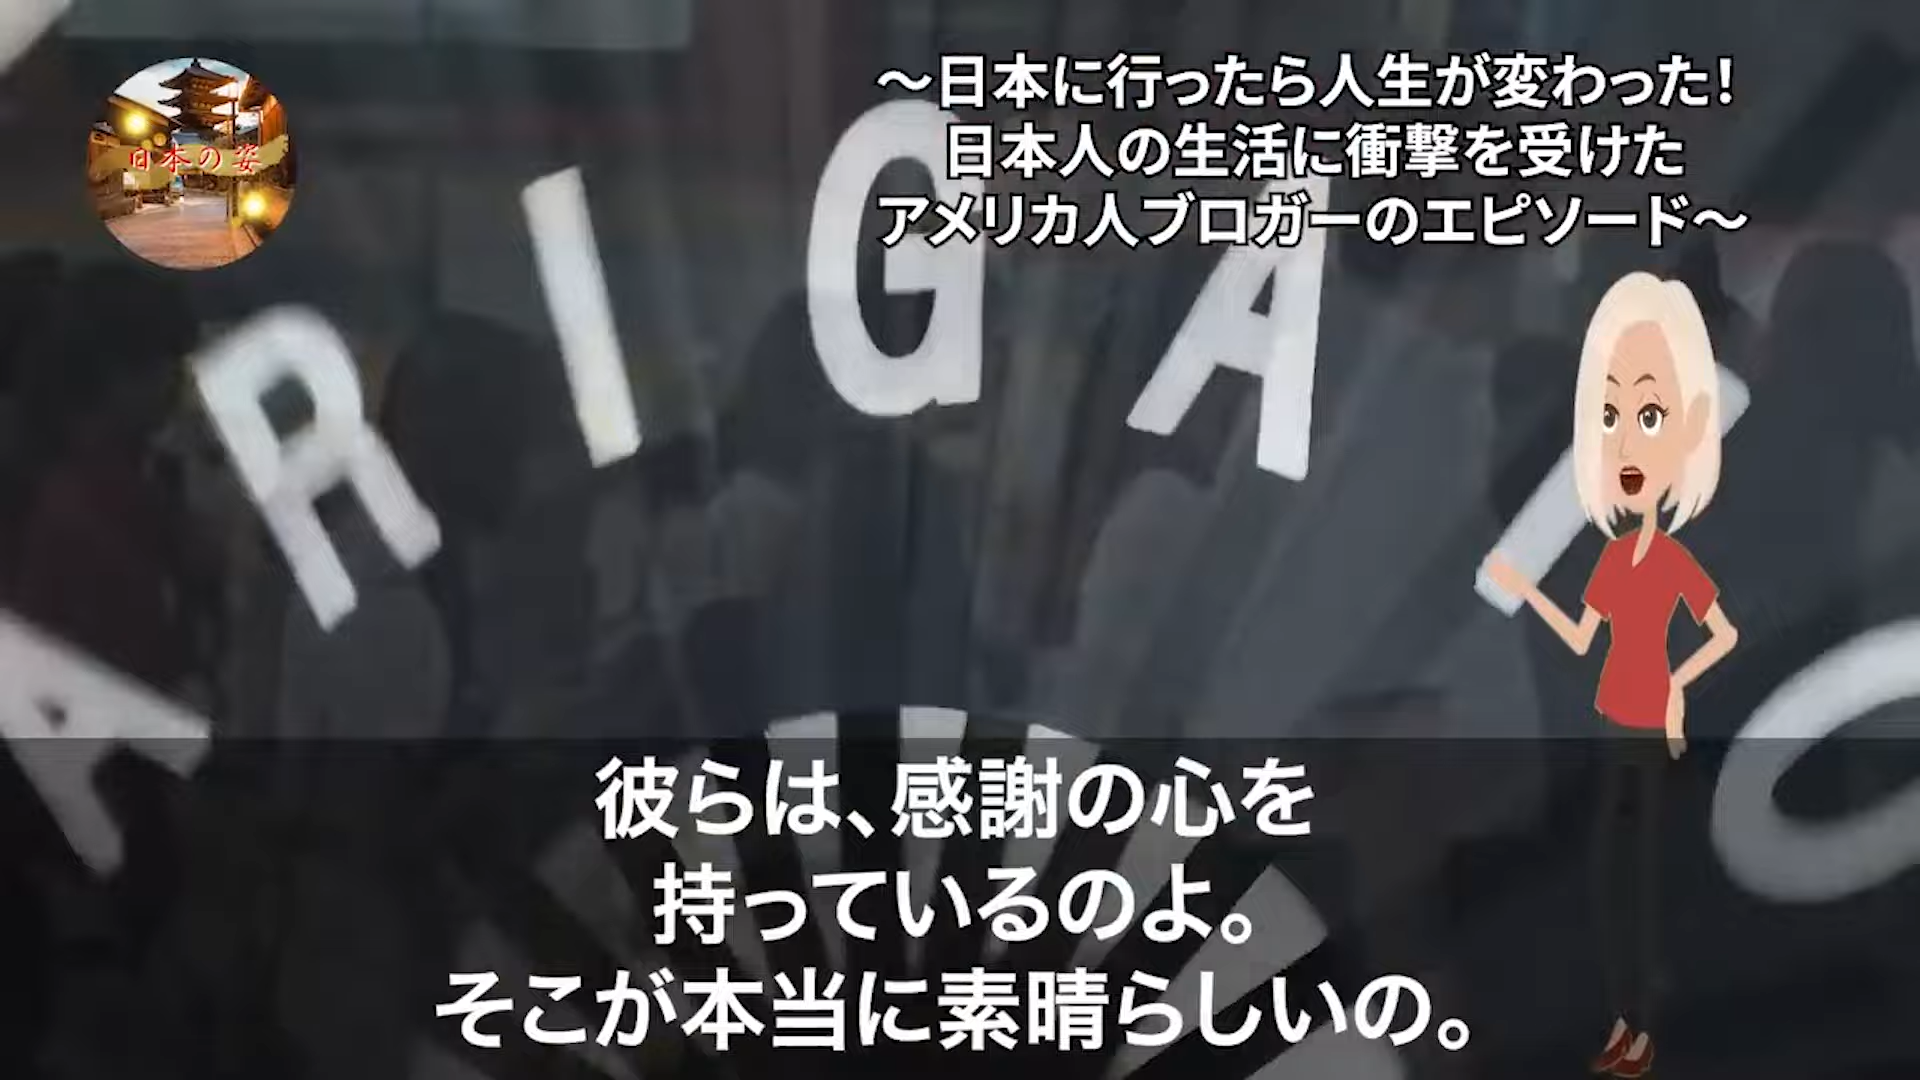 日本の姿
〜日本に行ったら人生が変わった!
日本人の生活に衝撃を受けた
アメリカ人ブロガーのエピソード〜
ARIGATO
彼らは、感謝の心を
持っているのよ。
そこが本当に素晴らしいの。